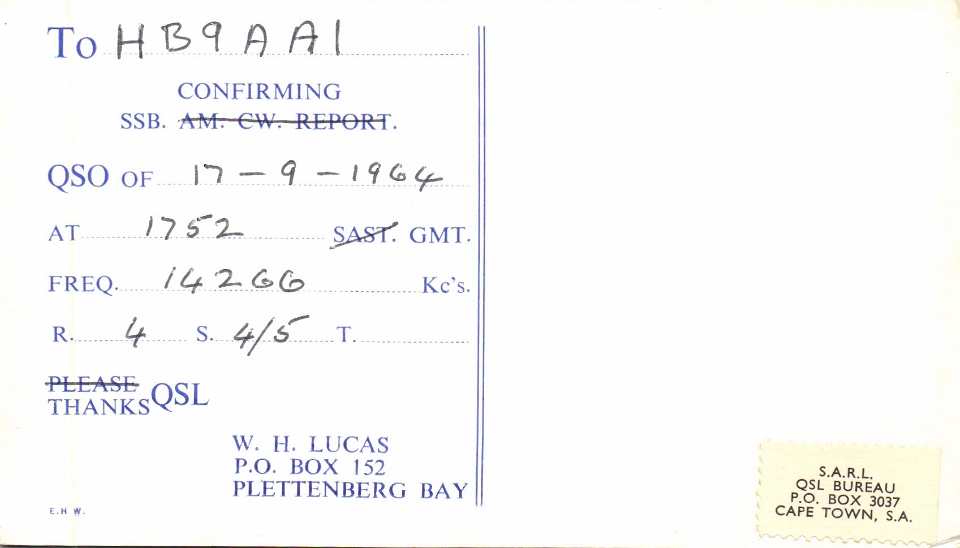 To HB9AAI
CONFIRMING
SSB. AM. CW. REPORT.
QSO OF 17 - 9 - 1964
AT 1752 SAST. GMT.
FREQ. 14266 Kc's.
R. 4 S. 4/5 T.
PLEASE
THANKS QSL
W. H. LUCAS
P.O. BOX 152
PLETTENBERG BAY
E.H W.
S.A.R.L.
QSL BUREAU
P.O. BOX 3037
CAPE TOWN, S.A.